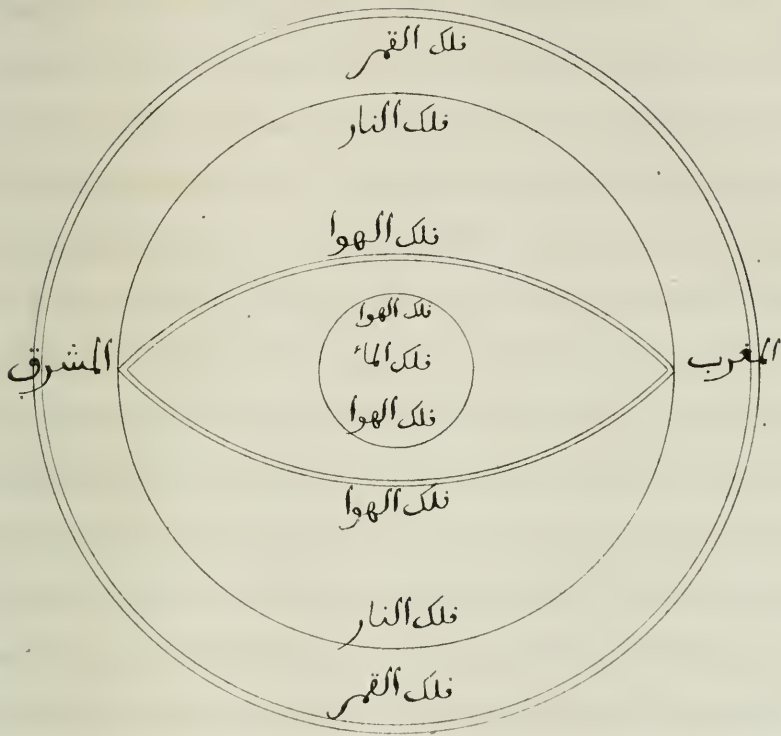 فلك القمر
فلك النار
فلك الهوا
فلك الهوا
المغرب
فلك الماء
المشرق
فلك الهوا
فلك الهوا
فلك النار
فلك القمر